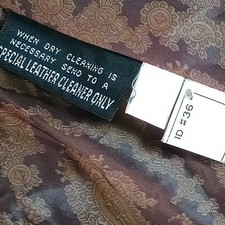 WHEN DRY CLEANING IS
NECESSARY SEND TO A
SPECIAL LEATHER CLEANER ONLY
ID #36